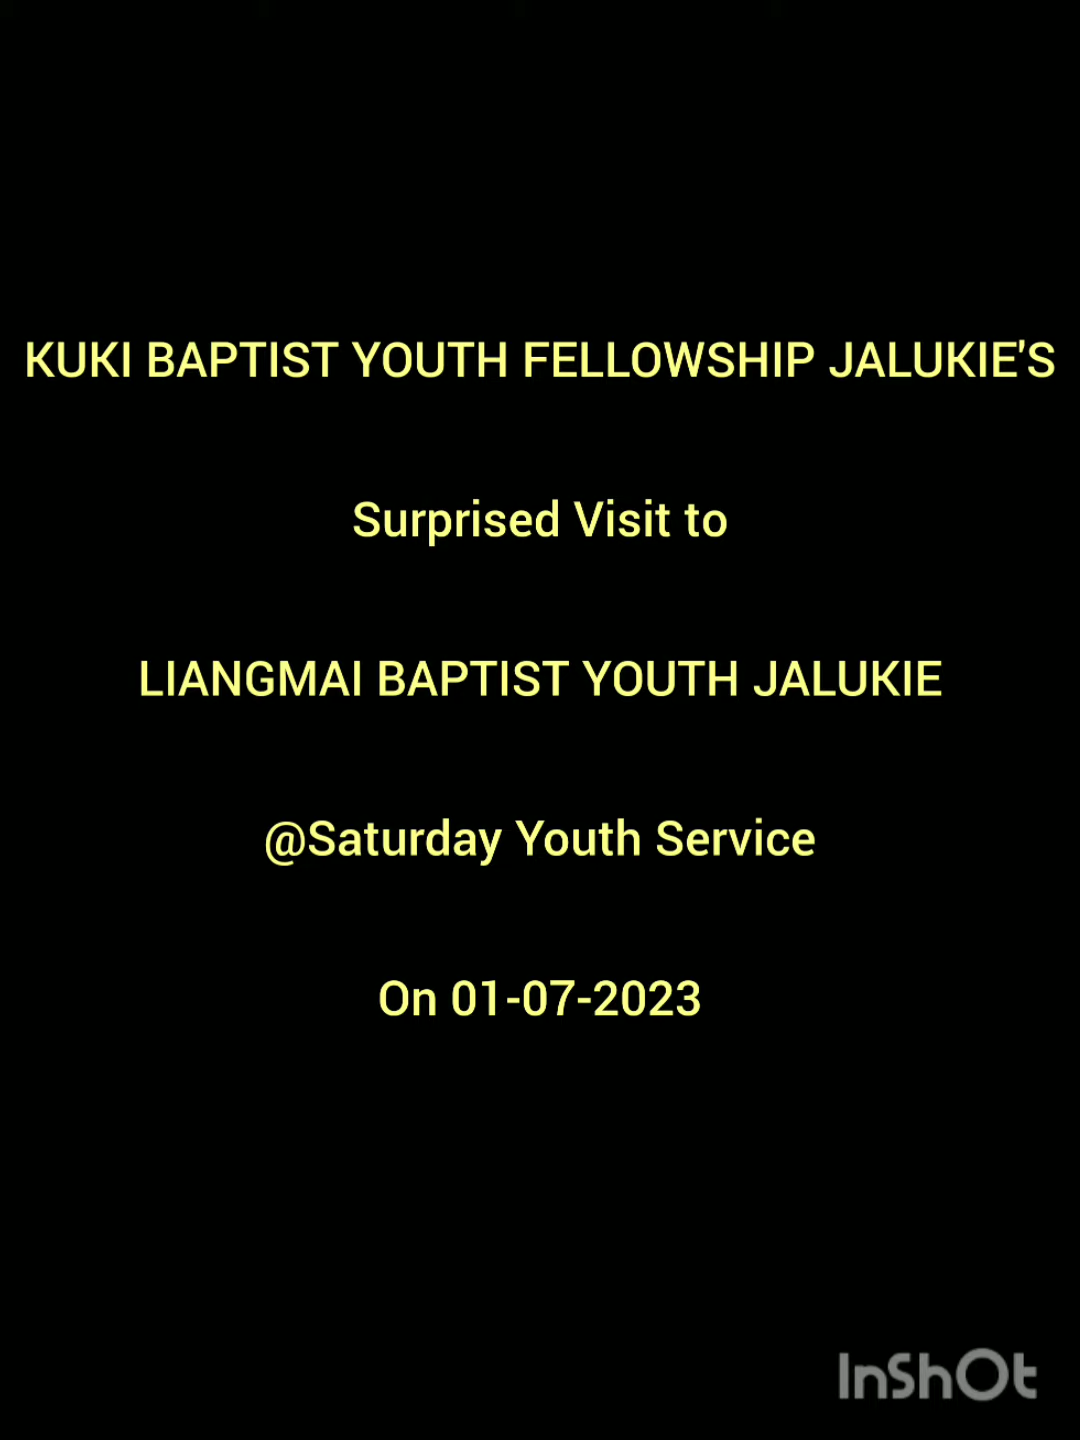 KUKI BAPTIST YOUTH FELLOWSHIP JALUKIE'S
Surprised Visit to
LIANGMAI BAPTIST YOUTH JALUKIE
@Saturday Youth Service
On 01-07-2023
InShOt